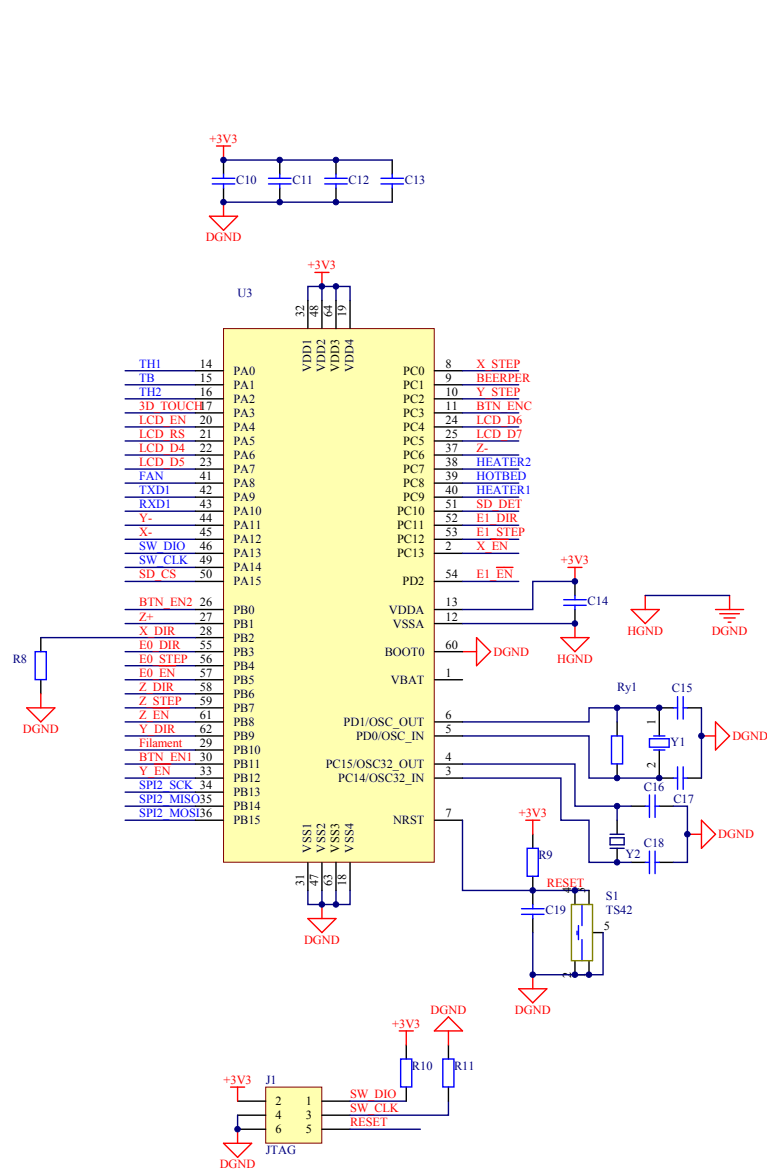 +3V3
C10
C11
C12
C13
DGND
+3V3
U3
32
48
64
19
VDD1
VDD2
VDD3
VDD4
TH1 14 PA0
TB 15 PA1
TH2 16 PA2
3D_TOUCH 17 PA3
LCD_EN 20 PA4
LCD_RS 21 PA5
LCD_D4 22 PA6
LCD_D5 23 PA7
FAN 41 PA8
TXD1 42 PA9
RXD1 43 PA10
Y- 44 PA11
X- 45 PA12
SW_DIO 46 PA13
SW_CLK 49 PA14
SD_CS 50 PA15
BTN_EN2 26 PB0
Z+ 27 PB1
X_DIR 28 PB2
E0_DIR 55 PB3
E0_STEP 56 PB4
E0_EN 57 PB5
Z_DIR 58 PB6
Z_STEP 59 PB7
Z_EN 61 PB8
Y_DIR 62 PB9
Filament 29 PB10
BTN_EN1 30 PB11
Y_EN 33 PB12
SPI2_SCK 34 PB13
SPI2_MISO 35 PB14
SPI2_MOSI 36 PB15
PC0 8 X_STEP
PC1 9 BEERPER
PC2 10 Y_STEP
PC3 11 BTN_ENC
PC4 24 LCD_D6
PC5 25 LCD_D7
PC6 37 Z-
PC7 38 HEATER2
PC8 39 HOTBED
PC9 40 HEATER1
PC10 51 SD_DET
PC11 52 E1_DIR
PC12 53 E1_STEP
PC13 2 X_EN
PD2 54 E1_EN
VDDA 13
VSSA 12
BOOT0 60 DGND
VBAT 1
PD1/OSC_OUT 6
PD0/OSC_IN 5
PC15/OSC32_OUT 4
PC14/OSC32_IN 3
NRST 7
VSS1
VSS2
VSS3
VSS4
31
47
63
18
DGND
R8
DGND
+3V3
C14
HGND
HGND
DGND
Ry1
C15
1
Y1
2
DGND
C16
C17
Y2
C18
DGND
+3V3
R9
RESET
C19
S1
TS42
5
2
DGND
+3V3
DGND
R10
R11
+3V3
J1
2 1 SW_DIO
4 3 SW_CLK
6 5 RESET
JTAG
DGND